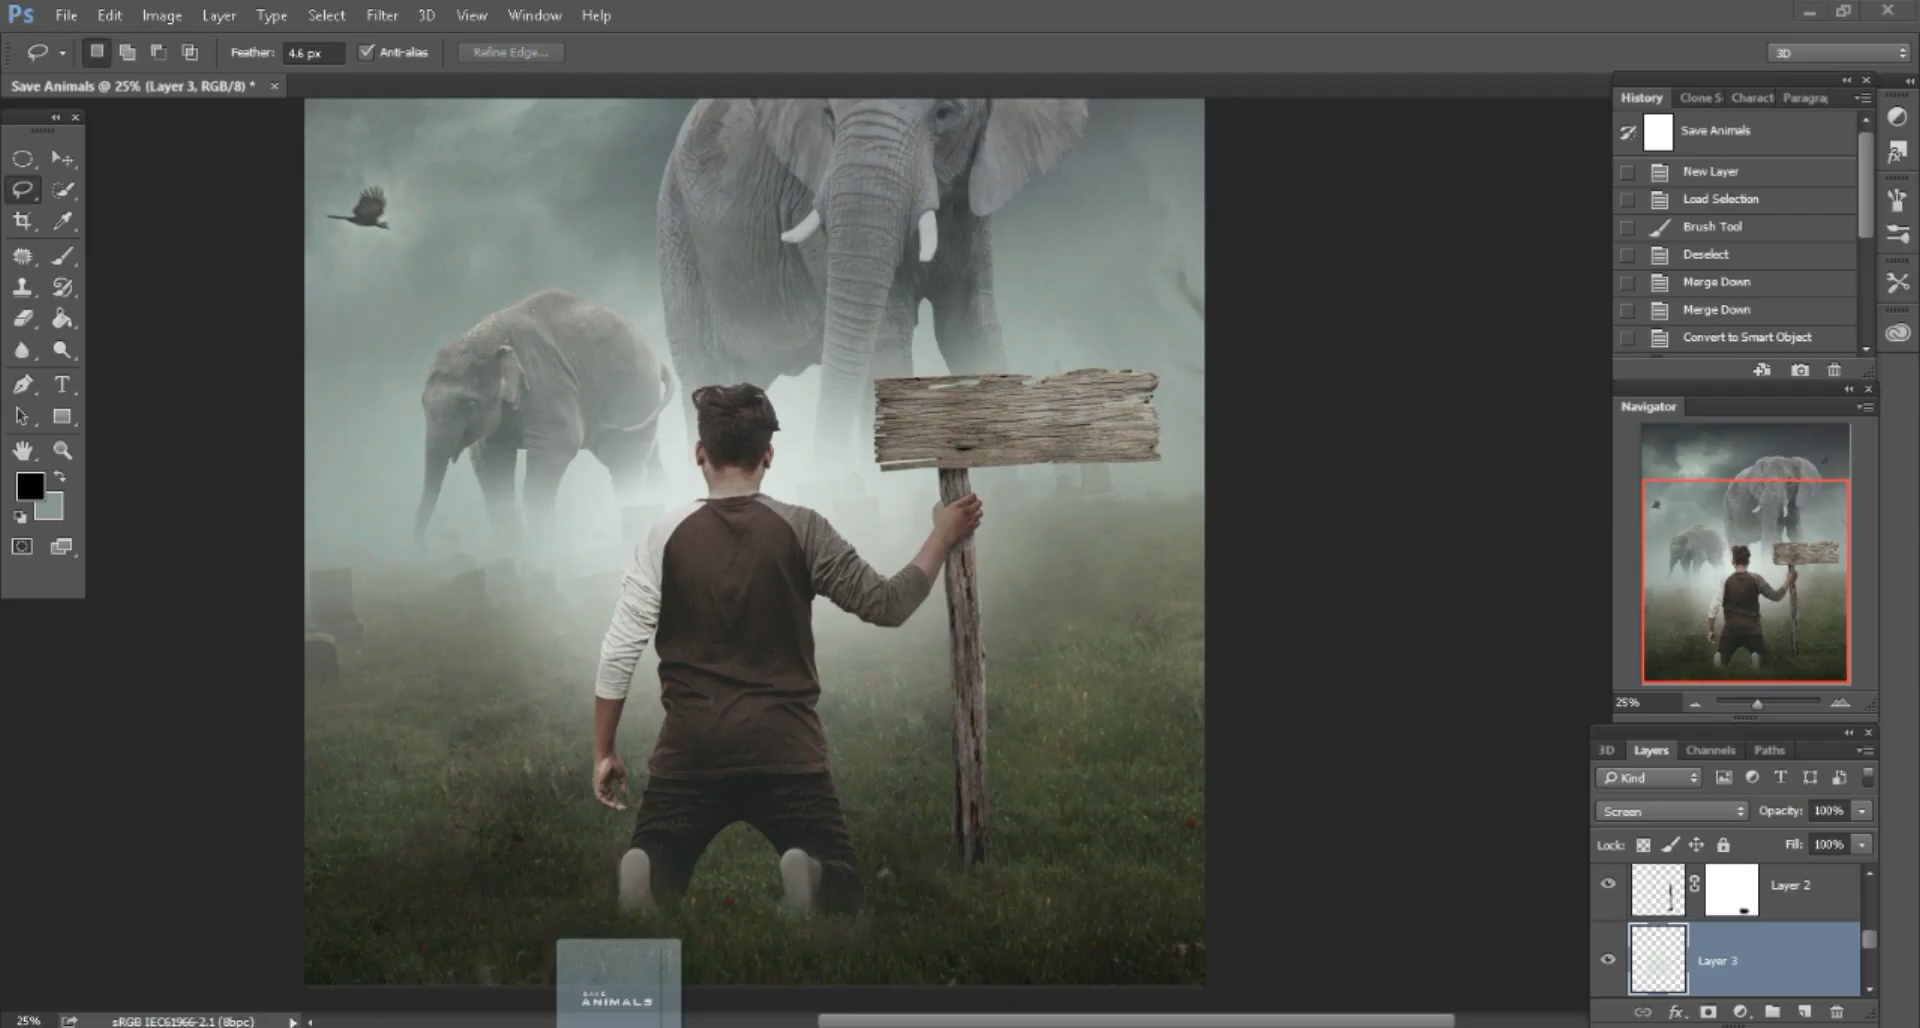 Ps File Edit Image Layer Type Select Filter 3D View Window Help
Feather: 4.6 px Anti-alias Refine Edge... 3D
Save Animals @ 25% (Layer 3, RGB/8) * ×
History Clone S Charact Paragra
Save Animals
New Layer
Load Selection
Brush Tool
Deselect
Merge Down
Merge Down
Convert to Smart Object
Navigator
25%
3D Layers Channels Paths
Kind
Screen Opacity: 100%
Lock: Fill: 100%
Layer 2
Layer 3
SAVE
ANIMALS
25% sRGB IEC61966-2.1 (8bpc)